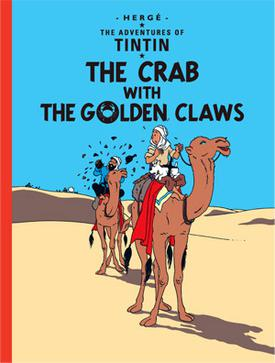 - HERGÉ -
THE ADVENTURES OF
TINTIN
THE CRAB
WITH
THE GOLDEN CLAWS